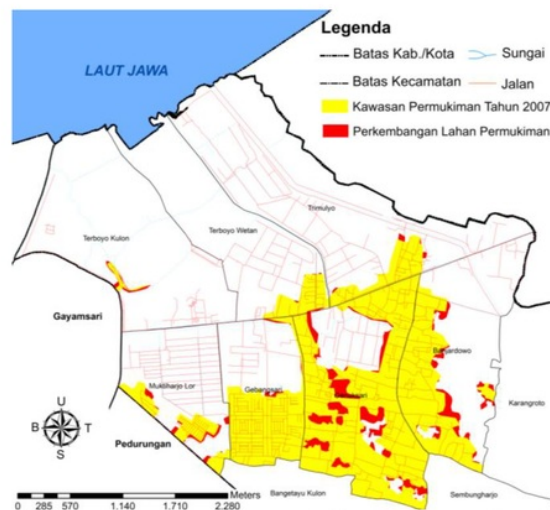 Legenda
Batas Kab./Kota
Sungai
Batas Kecamatan
Jalan
Kawasan Permukiman Tahun 2007
Perkembangan Lahan Permukiman
LAUT JAWA
Trimulyo
Terboyo Kulon
Terboyo Wetan
Gayamsari
Banjardowo
Muktiharjo Lor
Gebangsari
Karangroto
U
B T
S
Pedurungan
Meters
0 285 570 1.140 1.710 2.280
Bangetayu Kulon
Sembungharjo